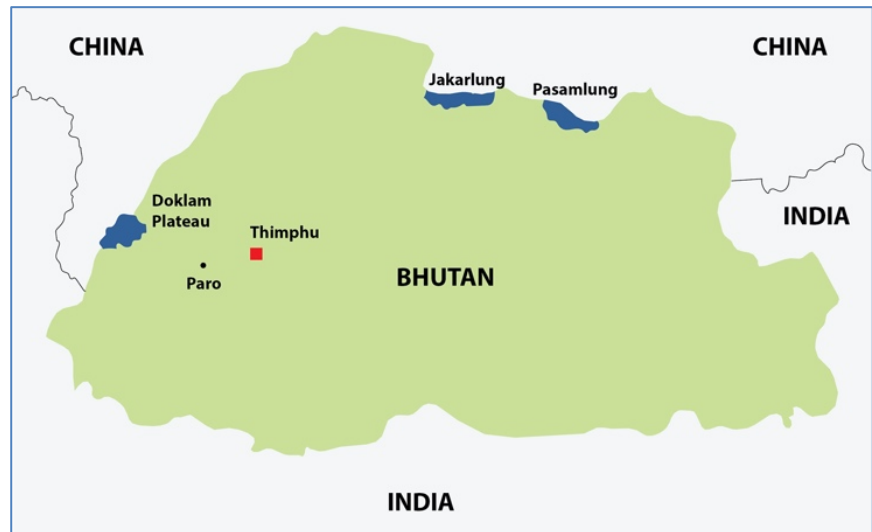 CHINA
CHINA
Jakarlung
Pasamlung
Doklam
Plateau
INDIA
Thimphu
BHUTAN
Paro
INDIA